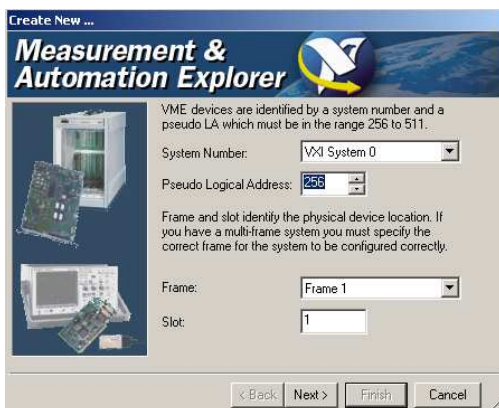 Create New ...
Measurement &
Automation Explorer
VME devices are identified by a system number and a
pseudo LA which must be in the range 256 to 511.
System Number: VXI System 0
Pseudo Logical Address: 256
Frame and slot identify the physical device location. If
you have a multi-frame system you must specify the
correct frame for the system to be configured correctly.
Frame: Frame 1
Slot: 1
< Back Next > Finish Cancel